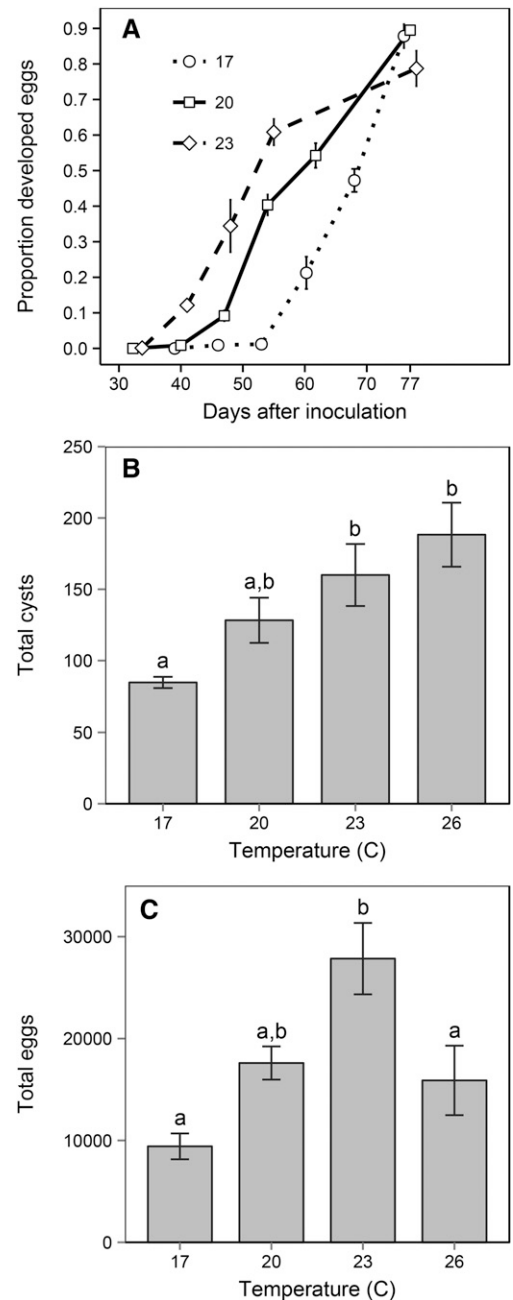 A
0.9
0.8
0.7
0.6
0.5
0.4
0.3
0.2
0.1
0.0
Proportion developed eggs
17
20
23
30 40 50 60 70 77
Days after inoculation
B
250
200
150
100
50
0
Total cysts
a
a,b
b
b
17 20 23 26
Temperature (C)
C
30000
20000
10000
0
Total eggs
a
a,b
b
a
17 20 23 26
Temperature (C)